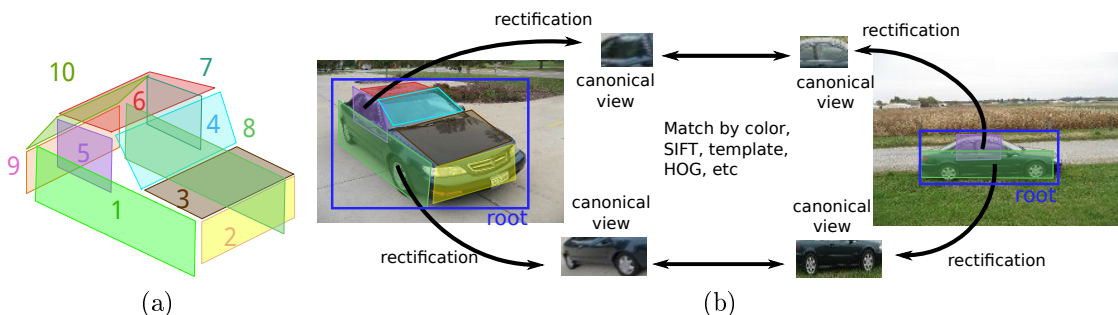 10
7
6
4
8
9
5
3
1
2
(a)
rectification
canonical
view
root
rectification
canonical
view
Match by color,
SIFT, template,
HOG, etc
canonical
view
canonical
view
rectification
root
rectification
(b)